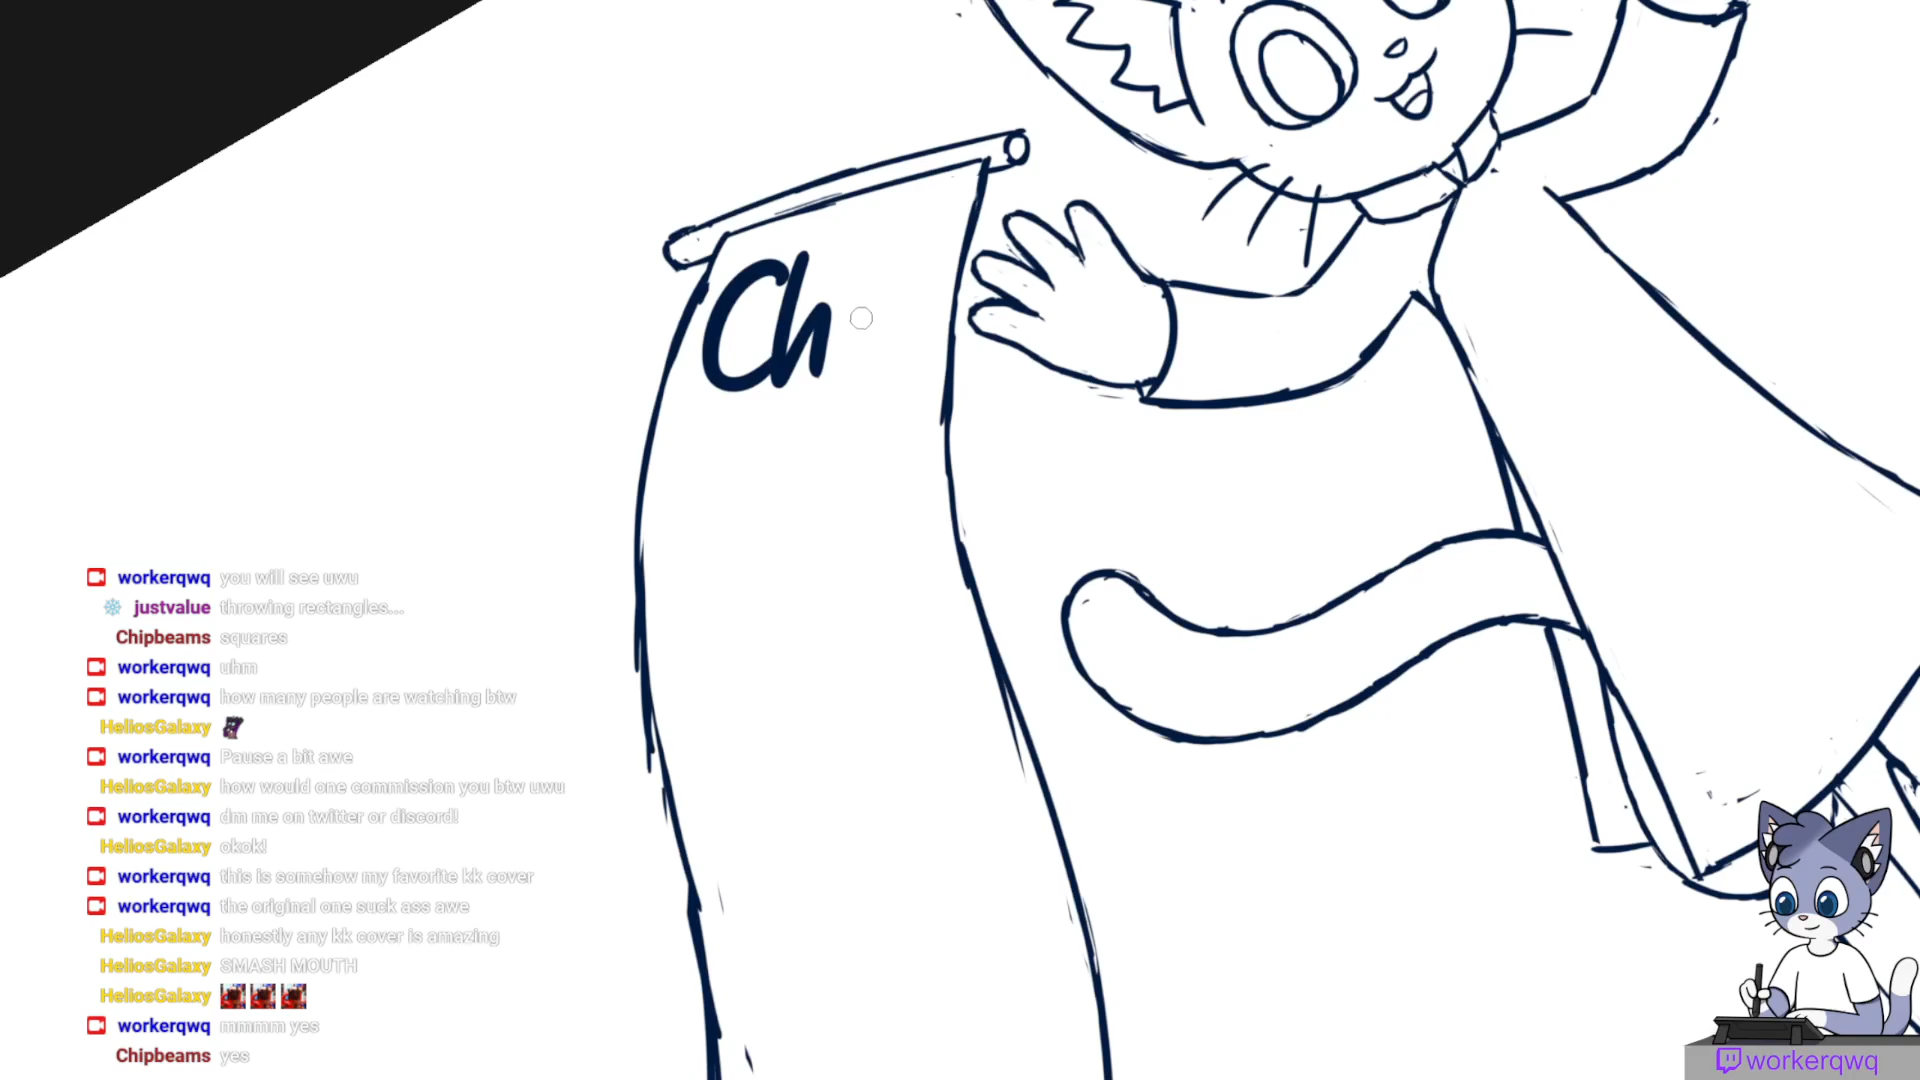 Ch
workerqwq you will see uwu
justvalue throwing rectangles...
Chipbeams squares
workerqwq uhm
workerqwq how many people are watching btw
HeliosGalaxy
workerqwq Pause a bit awe
HeliosGalaxy how would one commission you btw uwu
workerqwq dm me on twitter or discord!
HeliosGalaxy okok!
workerqwq this is somehow my favorite kk cover
workerqwq the original one suck ass awe
HeliosGalaxy honestly any kk cover is amazing
HeliosGalaxy SMASH MOUTH
HeliosGalaxy
workerqwq mmmm yes
Chipbeams yes
workerqwq